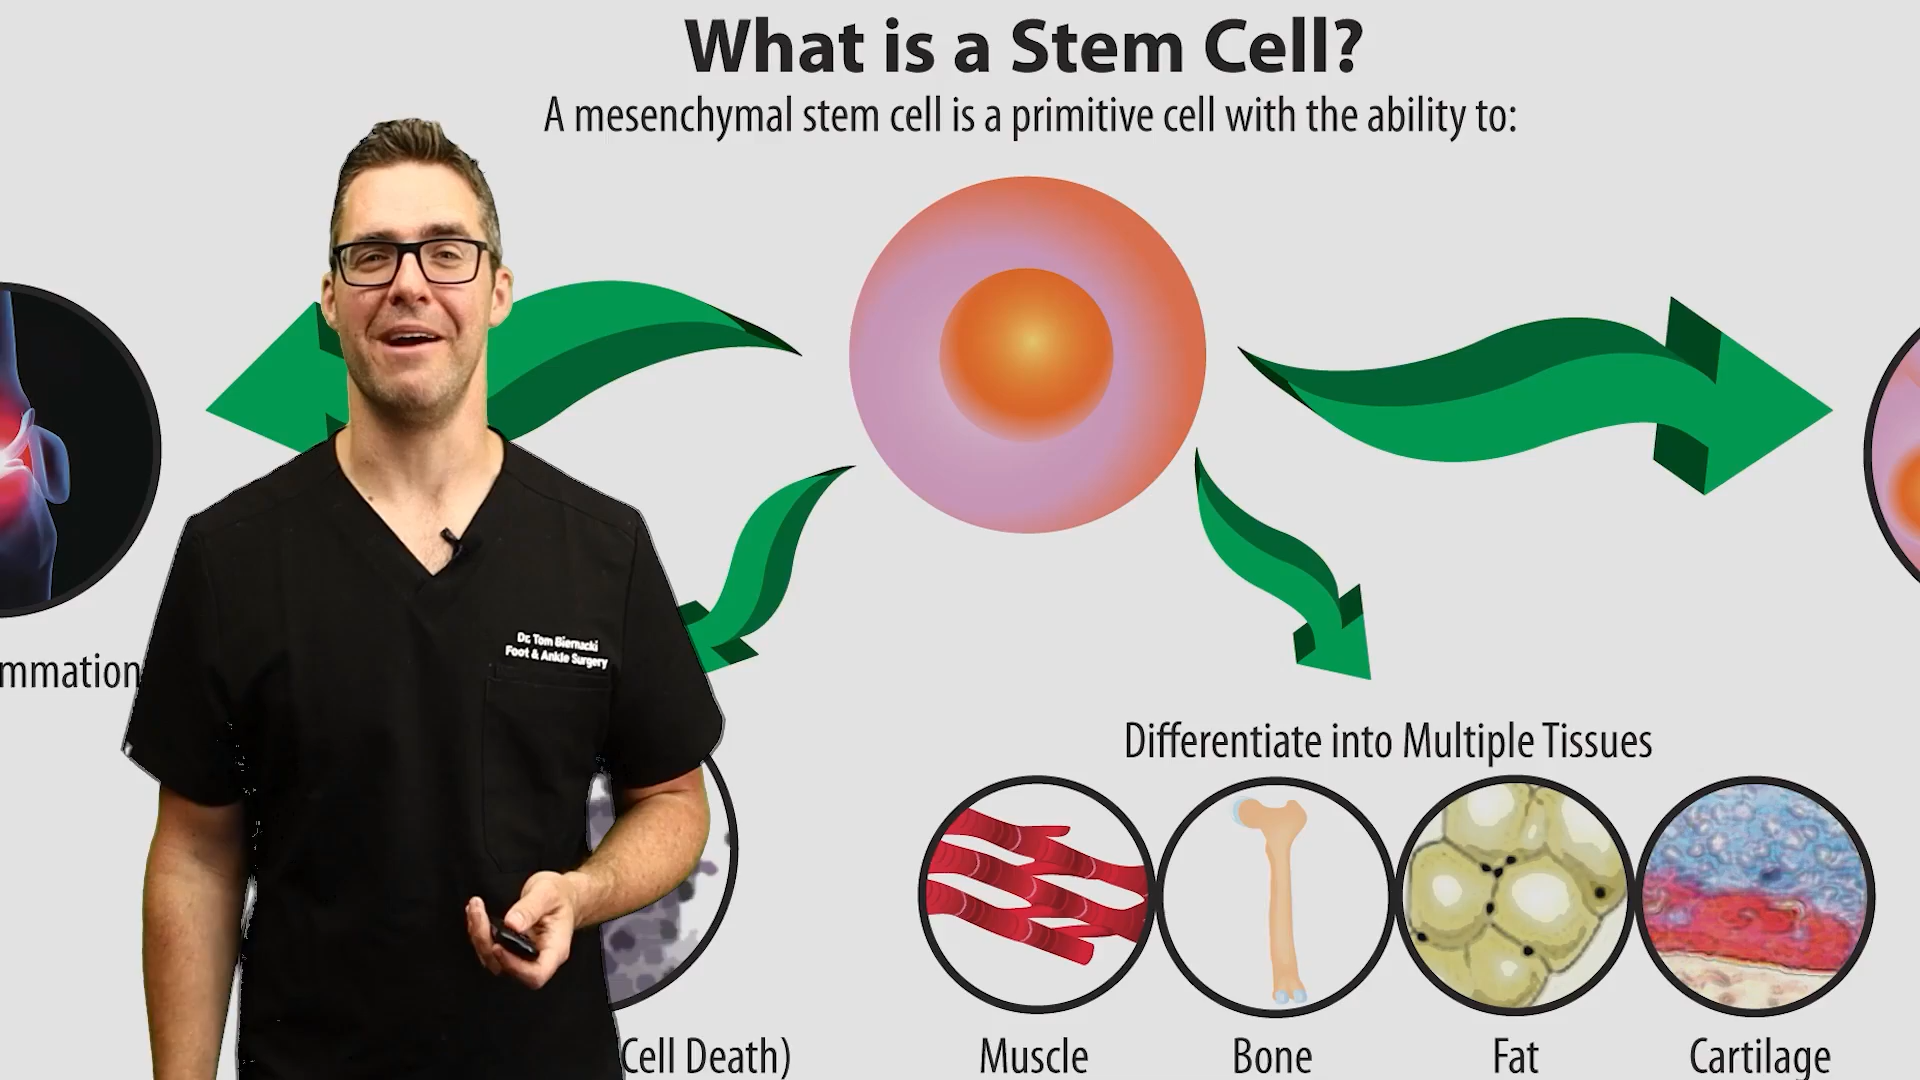 What is a Stem Cell?
A mesenchymal stem cell is a primitive cell with the ability to:
Dr. Tom Biernacki
Foot & Ankle Surgery
mmation
Differentiate into Multiple Tissues
Cell Death)
Muscle
Bone
Fat
Cartilage